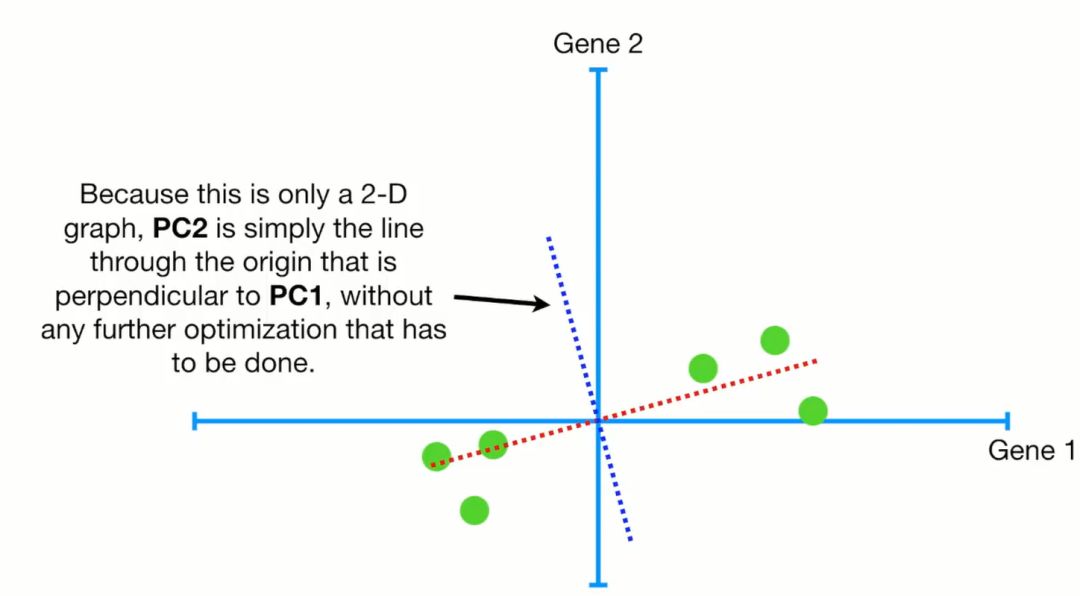 Gene 2
Because this is only a 2-D
graph, PC2 is simply the line
through the origin that is
perpendicular to PC1, without
any further optimization that has
to be done.
Gene 1